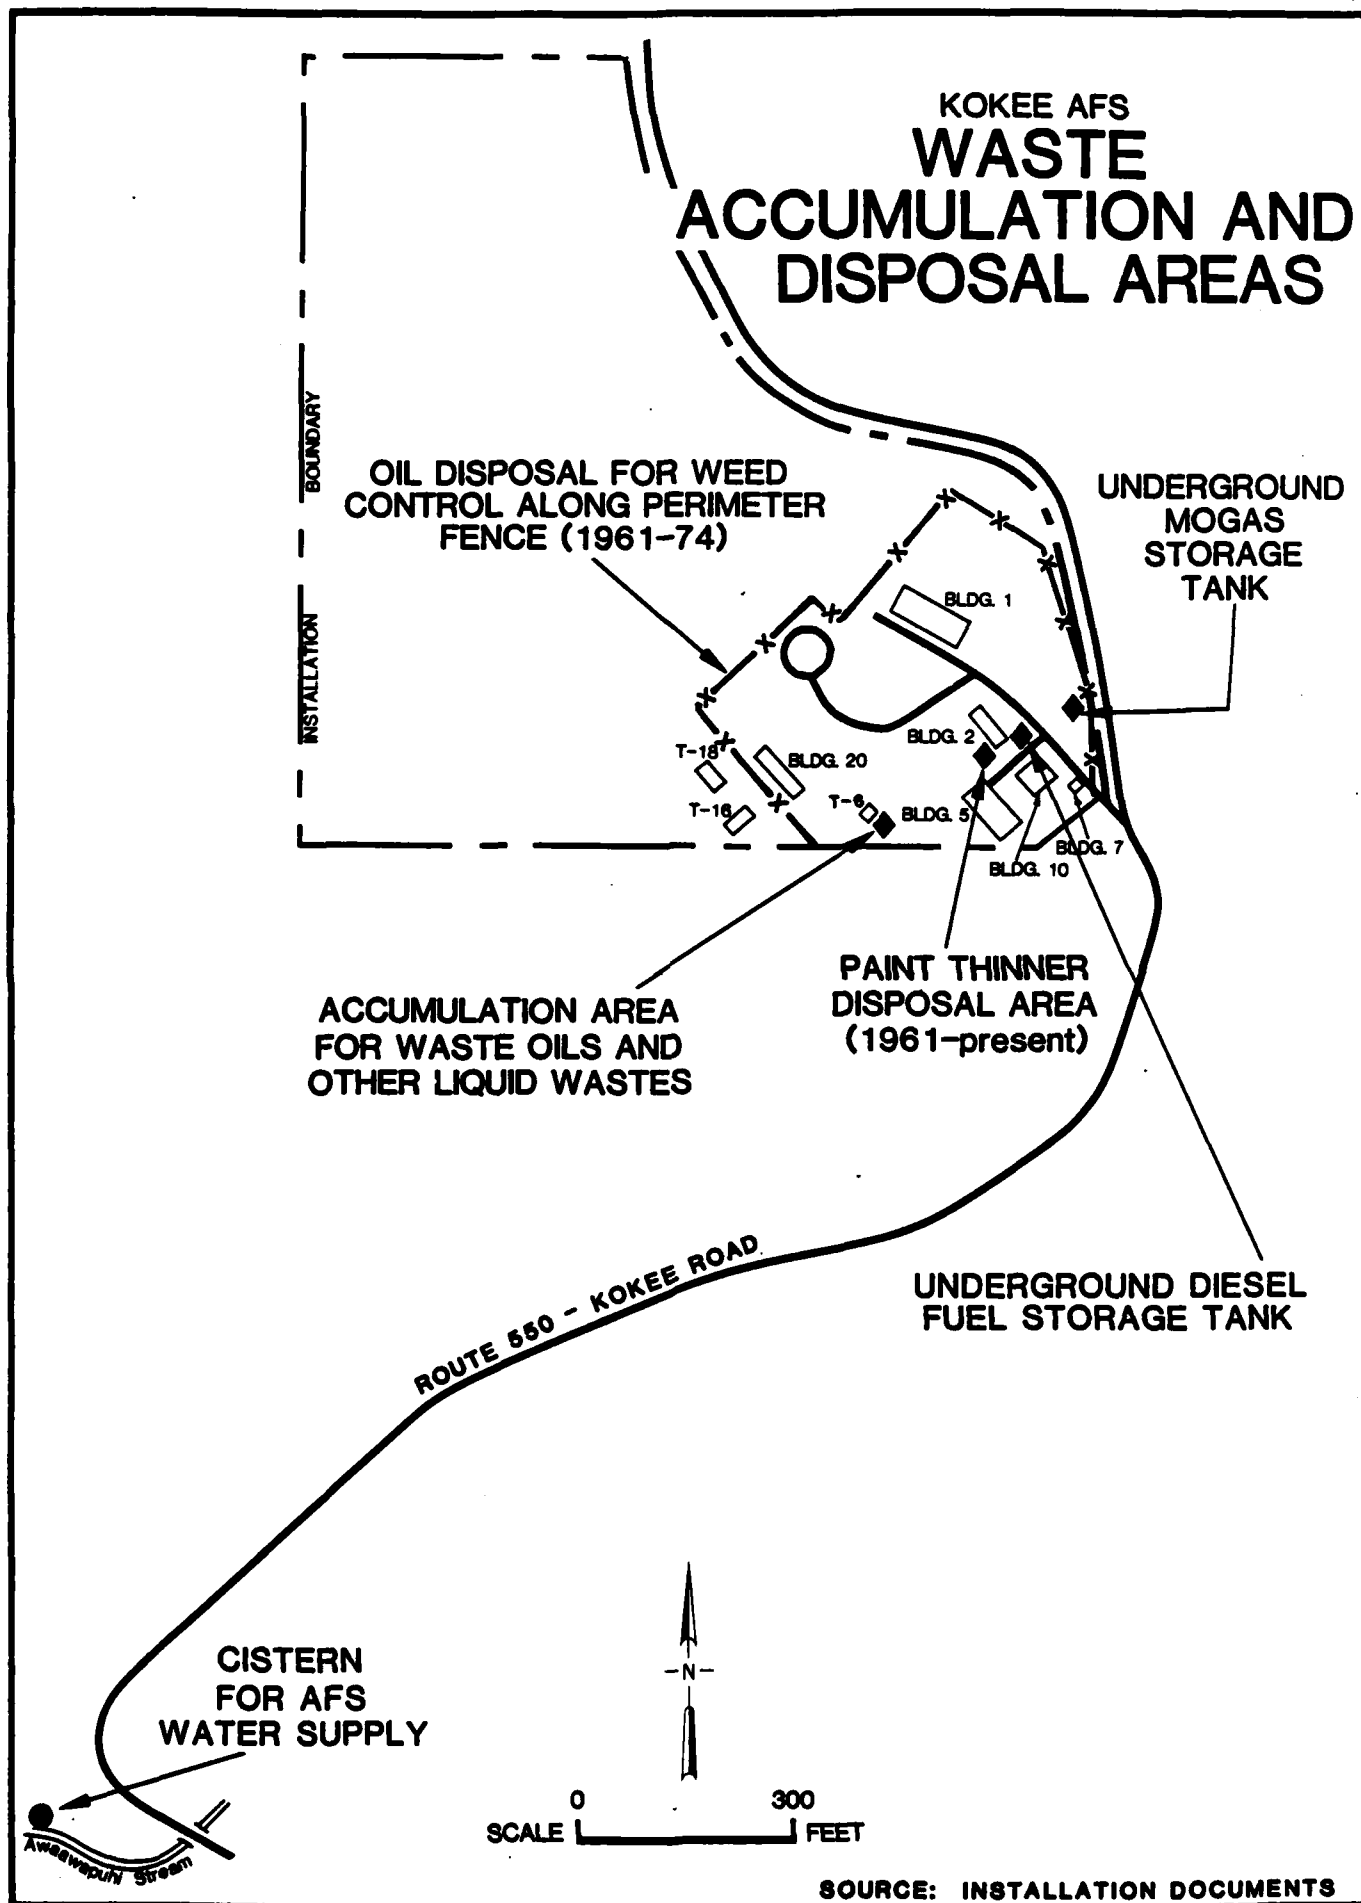 KOKEE AFS
WASTE
ACCUMULATION AND
DISPOSAL AREAS
INSTALLATION BOUNDARY
OIL DISPOSAL FOR WEED
CONTROL ALONG PERIMETER
FENCE (1961-74)
UNDERGROUND
MOGAS
STORAGE
TANK
BLDG. 1
BLDG. 2
T-18
BLDG. 20
T-16
T-6
BLDG. 5
BLDG. 7
BLDG. 10
PAINT THINNER
DISPOSAL AREA
(1961-present)
ACCUMULATION AREA
FOR WASTE OILS AND
OTHER LIQUID WASTES
UNDERGROUND DIESEL
FUEL STORAGE TANK
ROUTE 550 - KOKEE ROAD
CISTERN
FOR AFS
WATER SUPPLY
Awaawapuhi Stream
-N-
0 300
SCALE FEET
SOURCE: INSTALLATION DOCUMENTS